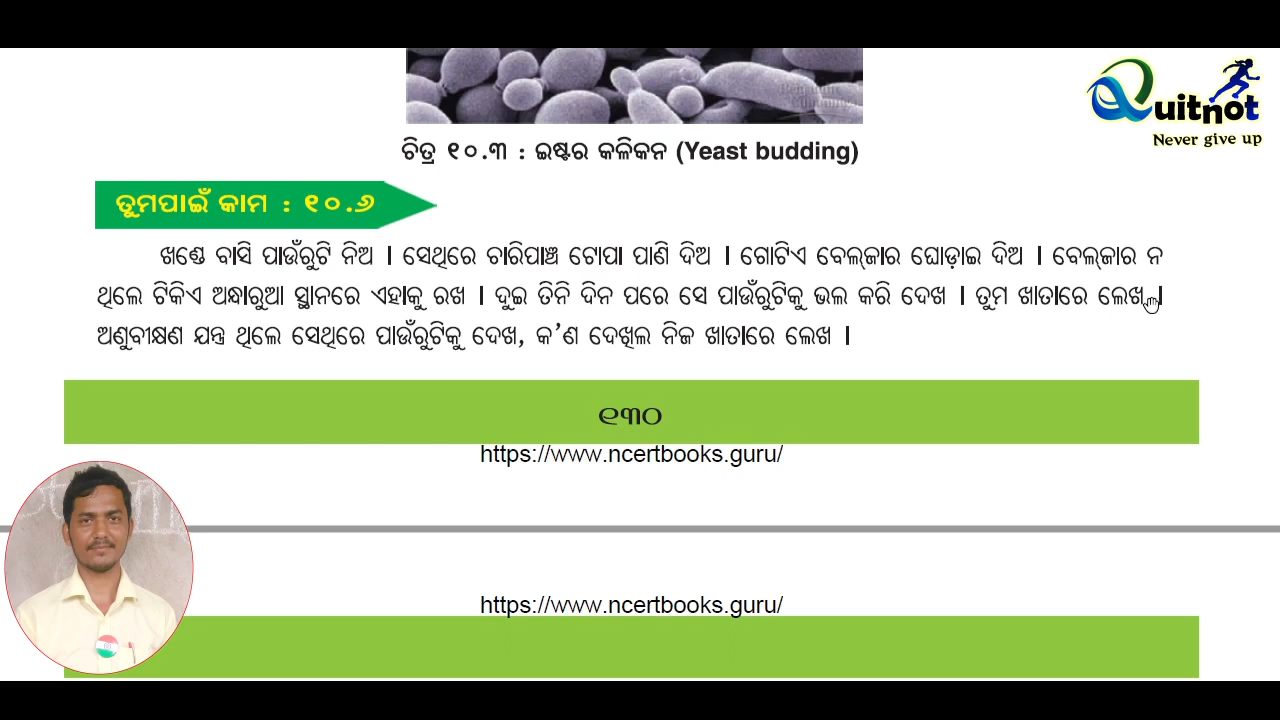 Quitnot
Never give up
ଚିତ୍ର ୧୦.୩ : ଇଷ୍ଟର କଳିକନ (Yeast budding)
ତୁମପାଇଁ କାମ : ୧୦.୬
ଖଣ୍ଡେ ବାସି ପାଉଁରୁଟି ନିଅ । ସେଥିରେ ଚାରିପାଞ୍ଚ ଟୋପା ପାଣି ଦିଅ । ଗୋଟିଏ ବେଲ୍‌ଜାର ଘୋଡ଼ାଇ ଦିଅ । ବେଲ୍‌ଜାର ନ
ଥିଲେ ଟିକିଏ ଅନ୍ଧାରୁଆ ସ୍ଥାନରେ ଏହାକୁ ରଖ । ଦୁଇ ତିନି ଦିନ ପରେ ସେ ପାଉଁରୁଟିକୁ ଭଲ କରି ଦେଖ । ତୁମ ଖାତାରେ ଲେଖ ।
ଅଣୁବୀକ୍ଷଣ ଯନ୍ତ୍ର ଥିଲେ ସେଥିରେ ପାଉଁରୁଟିକୁ ଦେଖ, କ’ଣ ଦେଖିଲ ନିଜ ଖାତାରେ ଲେଖ ।
୧୩୦
https://www.ncertbooks.guru/
https://www.ncertbooks.guru/